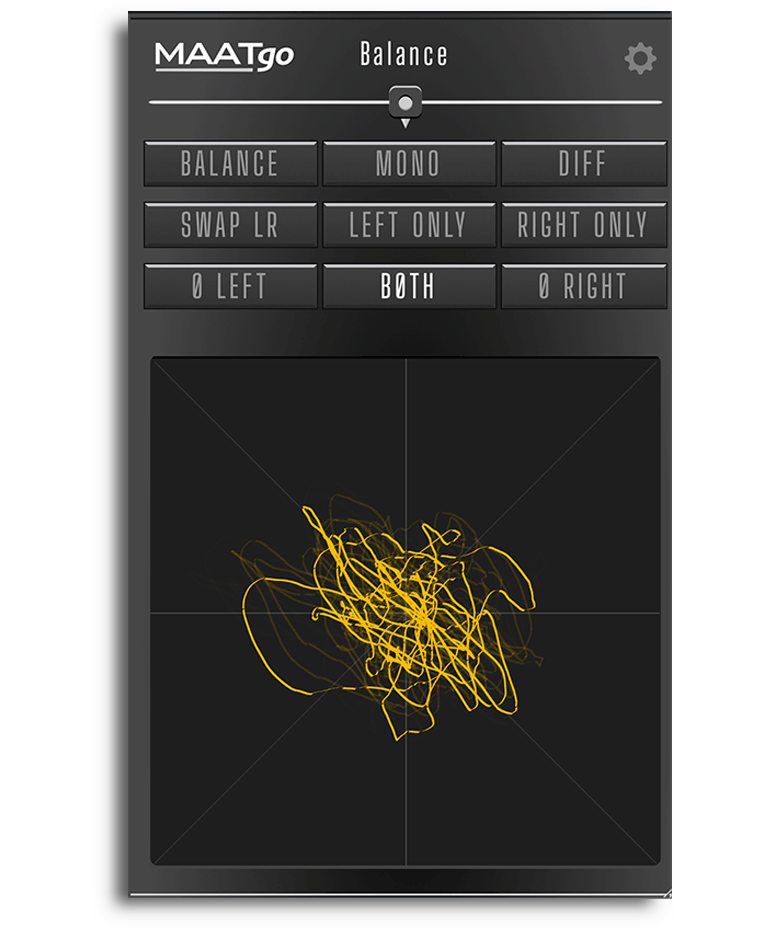 MAATgo Balance
BALANCE MONO DIFF
SWAP LR LEFT ONLY RIGHT ONLY
Ø LEFT BØTH Ø RIGHT